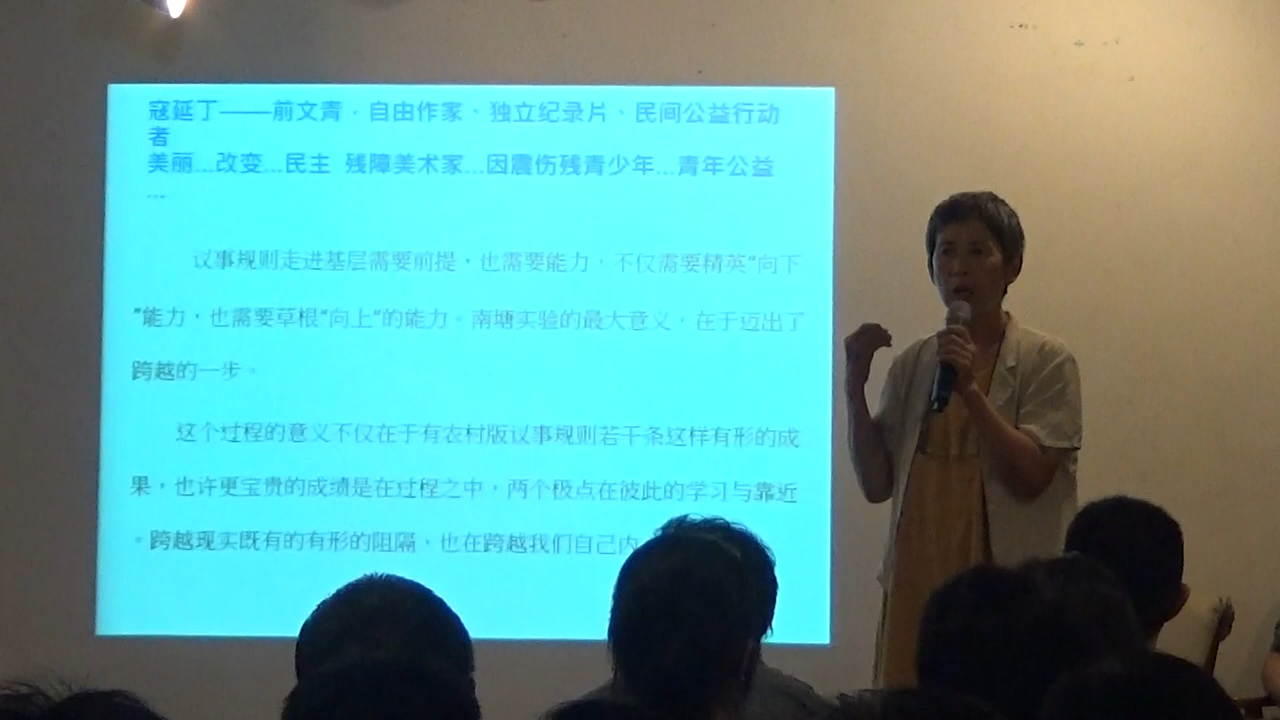 寇延丁——前文青．自由作家、独立纪录片、民间公益行动
者
美丽...改变...民主 残障美术家...因震伤残青少年...青年公益
...
议事规则走进基层需要前提，也需要能力，不仅需要精英“向下
”能力，也需要草根“向上”的能力。南塘实验的最大意义，在于迈出了
跨越的一步。
这个过程的意义不仅在于有农村版议事规则若干条这样有形的成
果，也许更宝贵的成绩是在过程之中，两个极点在彼此的学习与靠近
。跨越现实既有的有形的阻隔，也在跨越我们自己内